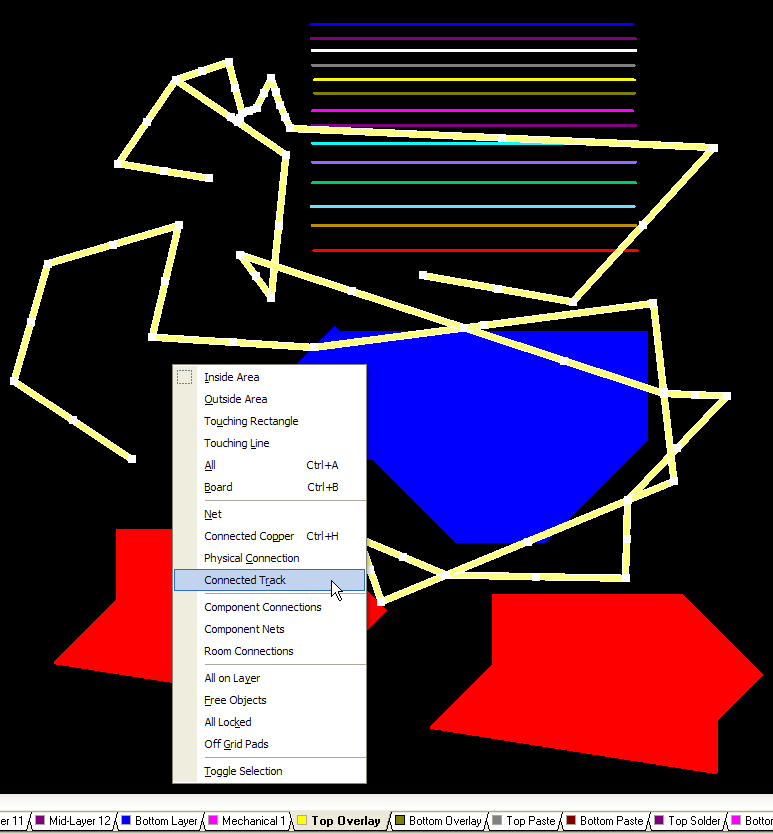 Inside Area
Outside Area
Touching Rectangle
Touching Line
All Ctrl+A
Board Ctrl+B
Net
Connected Copper Ctrl+H
Physical Connection
Connected Track
Component Connections
Component Nets
Room Connections
All on Layer
Free Objects
All Locked
Off Grid Pads
Toggle Selection
er 11 Mid-Layer 12 Bottom Layer Mechanical 1 Top Overlay Bottom Overlay Top Paste Bottom Paste Top Solder Bottor